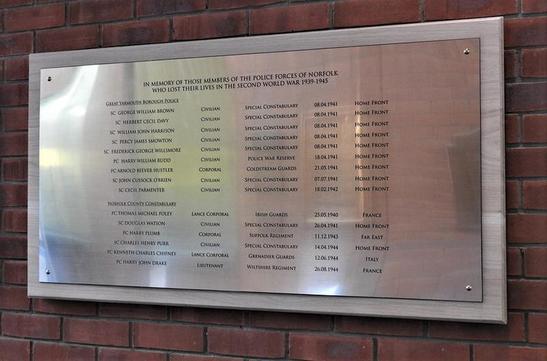 IN MEMORY OF THOSE MEMBERS OF THE POLICE FORCES OF NORFOLK
WHO LOST THEIR LIVES IN THE SECOND WORLD WAR 1939-1945
GREAT YARMOUTH BOROUGH POLICE
SC GEORGE WILLIAM BROWN CIVILIAN SPECIAL CONSTABULARY 08.04.1941 HOME FRONT
SC HERBERT CECIL DAVY CIVILIAN SPECIAL CONSTABULARY 08.04.1941 HOME FRONT
SC WILLIAM JOHN HARRISON CIVILIAN SPECIAL CONSTABULARY 08.04.1941 HOME FRONT
SC PERCY JAMES SMOWTON CIVILIAN SPECIAL CONSTABULARY 08.04.1941 HOME FRONT
SC FREDERICK GEORGE WILLIMORE CIVILIAN SPECIAL CONSTABULARY 08.04.1941 HOME FRONT
PC HARRY WILLIAM RUDD CIVILIAN POLICE WAR RESERVE 18.04.1941 HOME FRONT
PC ARNOLD REEVER HUSTLER CORPORAL COLDSTREAM GUARDS 21.05.1941 HOME FRONT
SC JOHN CUSSOCK O'BRIEN CIVILIAN SPECIAL CONSTABULARY 07.07.1941 HOME FRONT
SC CECIL PARMENTER CIVILIAN SPECIAL CONSTABULARY 18.02.1942 HOME FRONT
NORFOLK COUNTY CONSTABULARY
PC THOMAS MICHAEL FOLEY LANCE CORPORAL IRISH GUARDS 23.05.1940 FRANCE
SC DOUGLAS WATSON CIVILIAN SPECIAL CONSTABULARY 26.04.1941 HOME FRONT
PC HARRY PLUMB CORPORAL SUFFOLK REGIMENT 11.12.1943 FAR EAST
SC CHARLES HENRY PURR CIVILIAN SPECIAL CONSTABULARY 14.04.1944 HOME FRONT
PC KENNETH CHARLES CHIFNEY LANCE CORPORAL GRENADIER GUARDS 12.06.1944 ITALY
PC HARRY JOHN DRAKE LIEUTENANT WILTSHIRE REGIMENT 26.08.1944 FRANCE